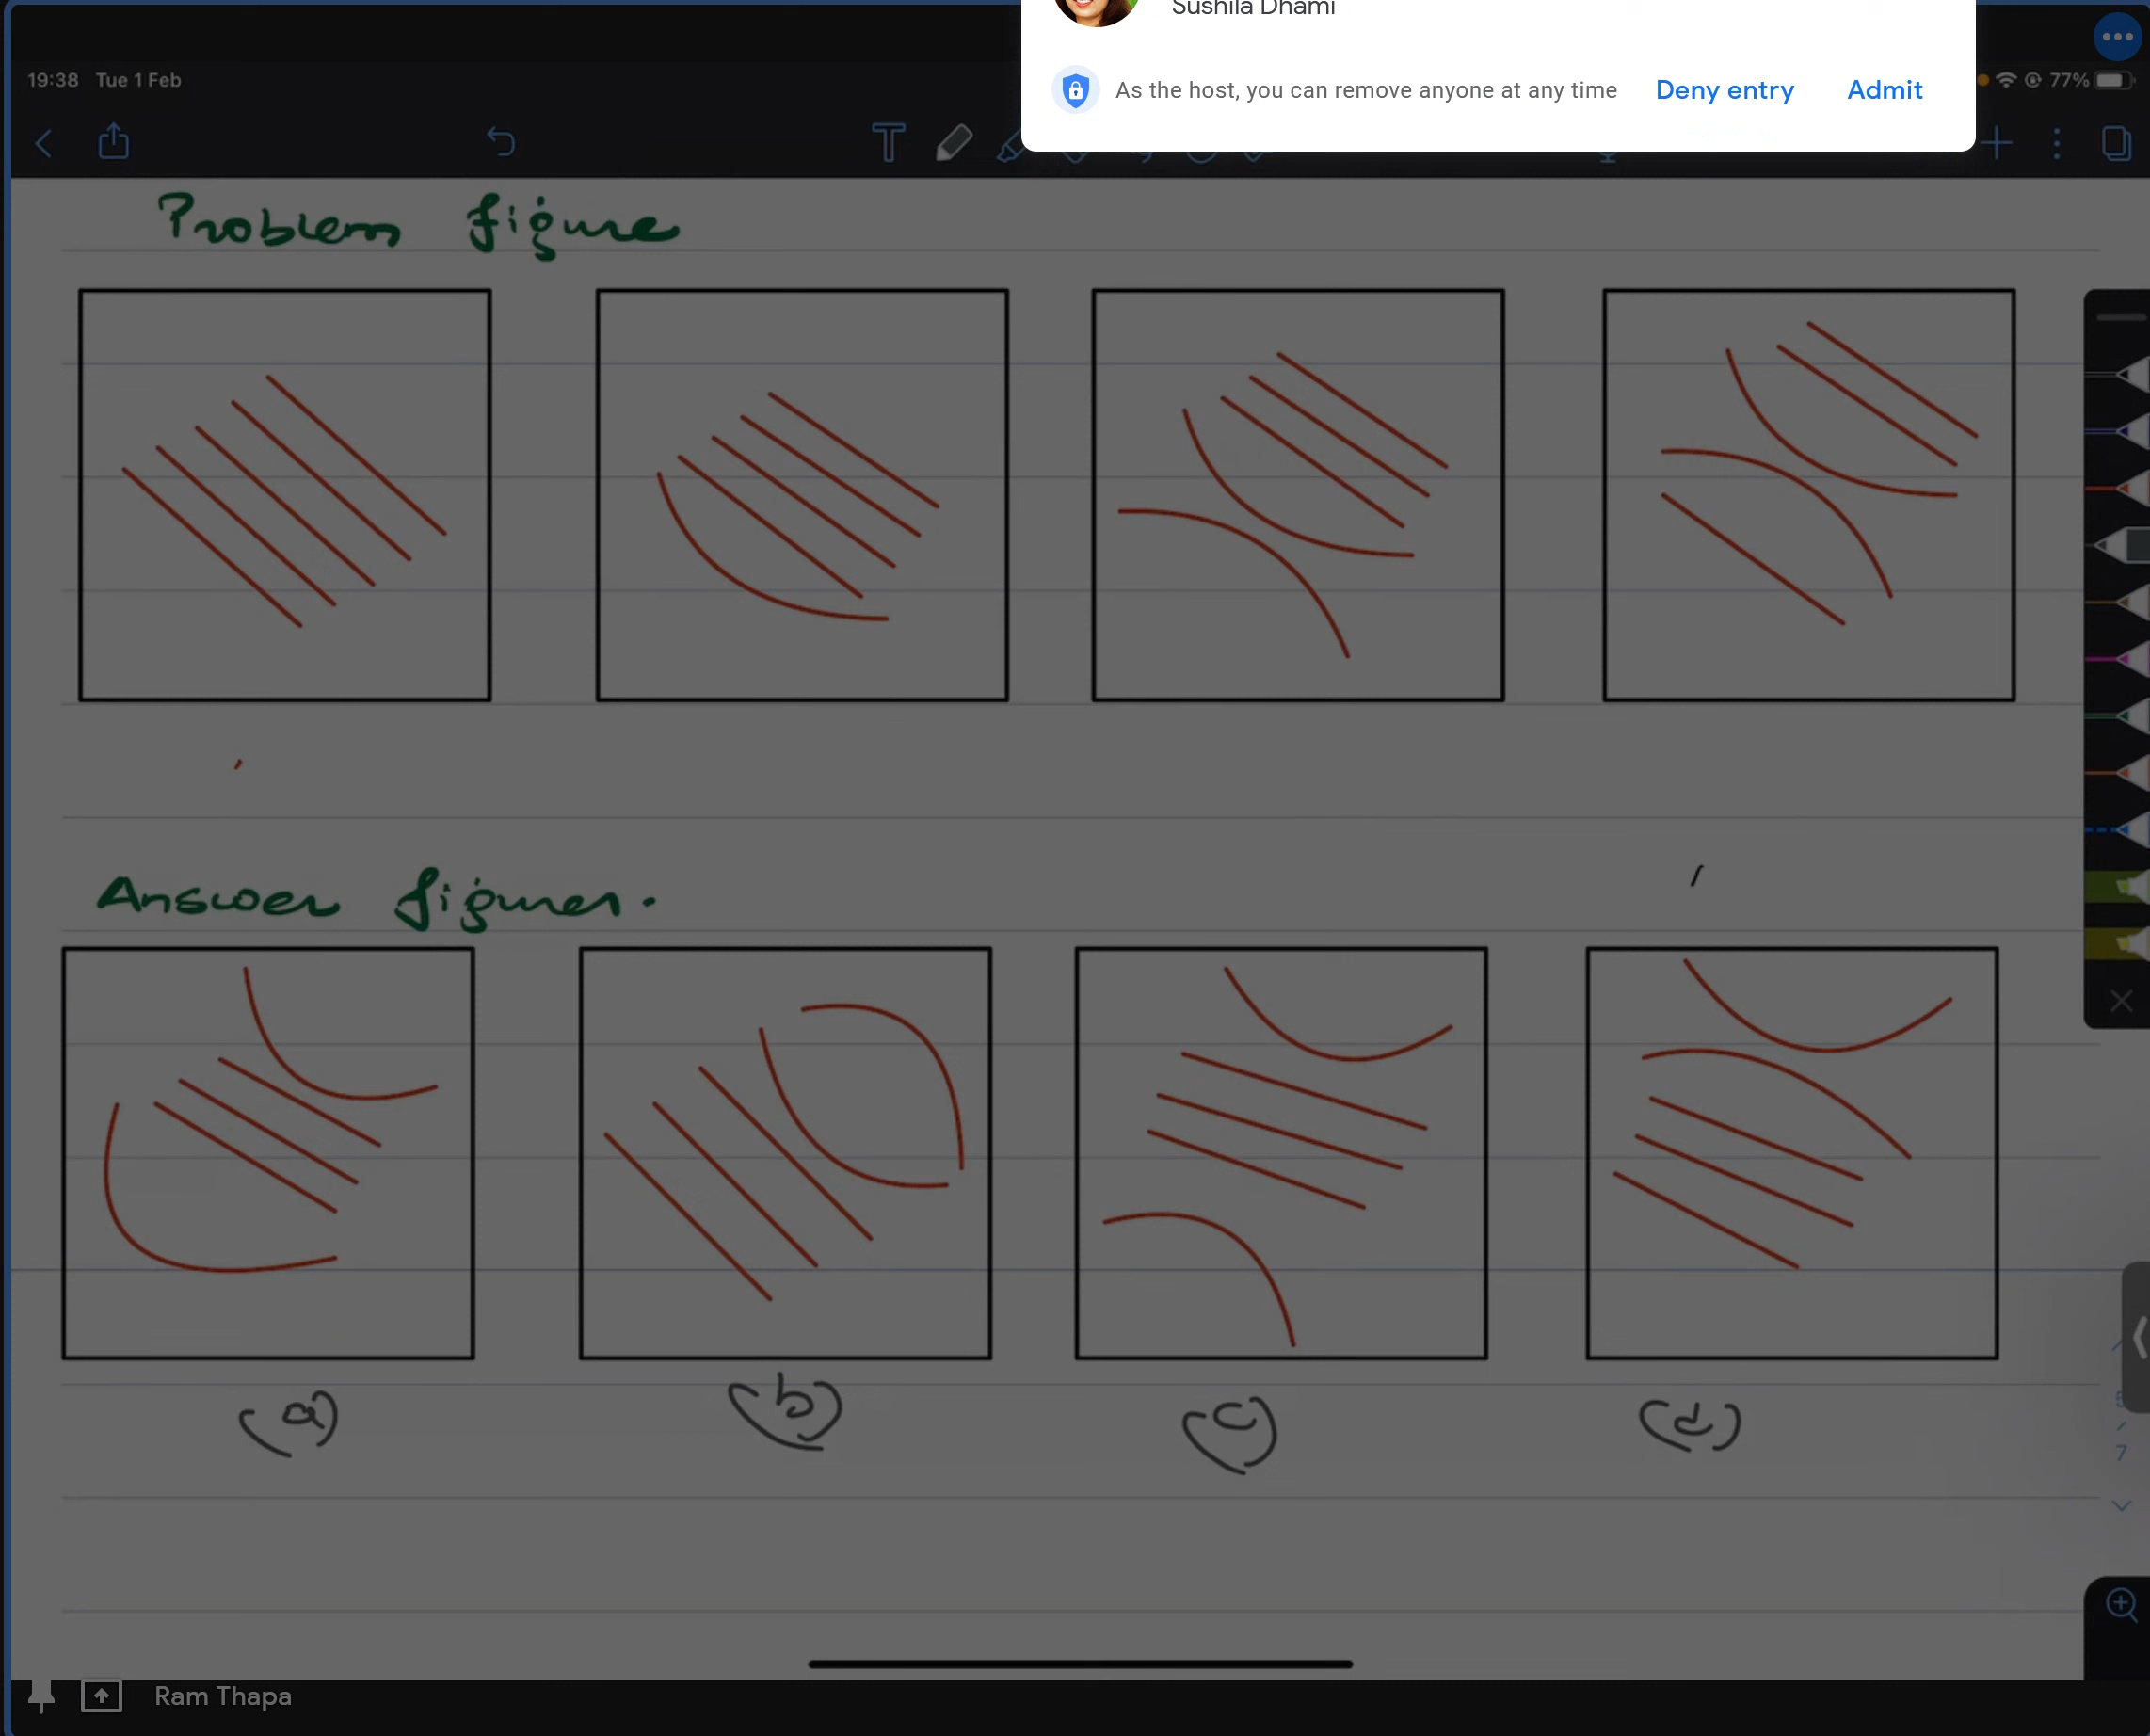 Sushila Dhami
As the host, you can remove anyone at any time Deny entry Admit
19:38 Tue 1 Feb 77%
T
Problem figure
Answer figures.
(a) (b) (c) (d)
7
Ram Thapa